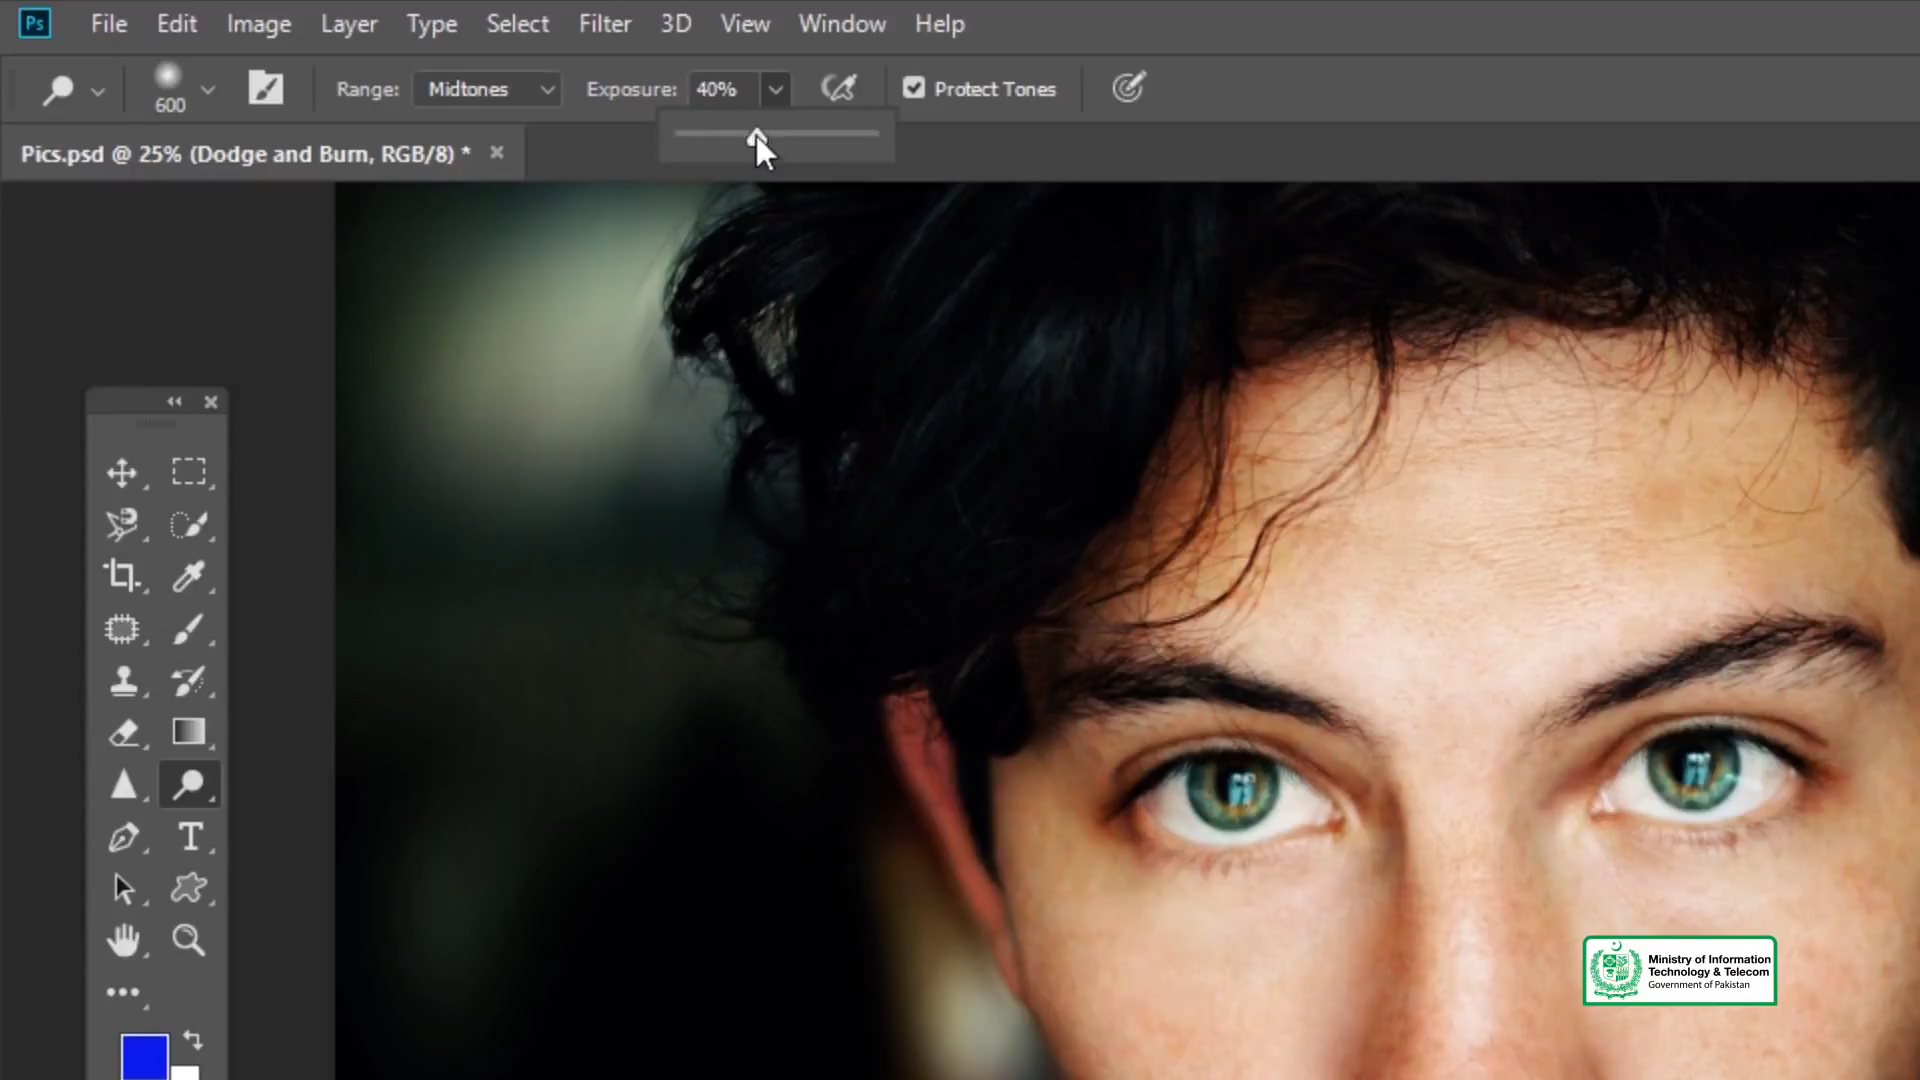 Ps File Edit Image Layer Type Select Filter 3D View Window Help
600 Range: Midtones Exposure: 40% Protect Tones
Pics.psd @ 25% (Dodge and Burn, RGB/8) *
Ministry of Information
Technology & Telecom
Government of Pakistan